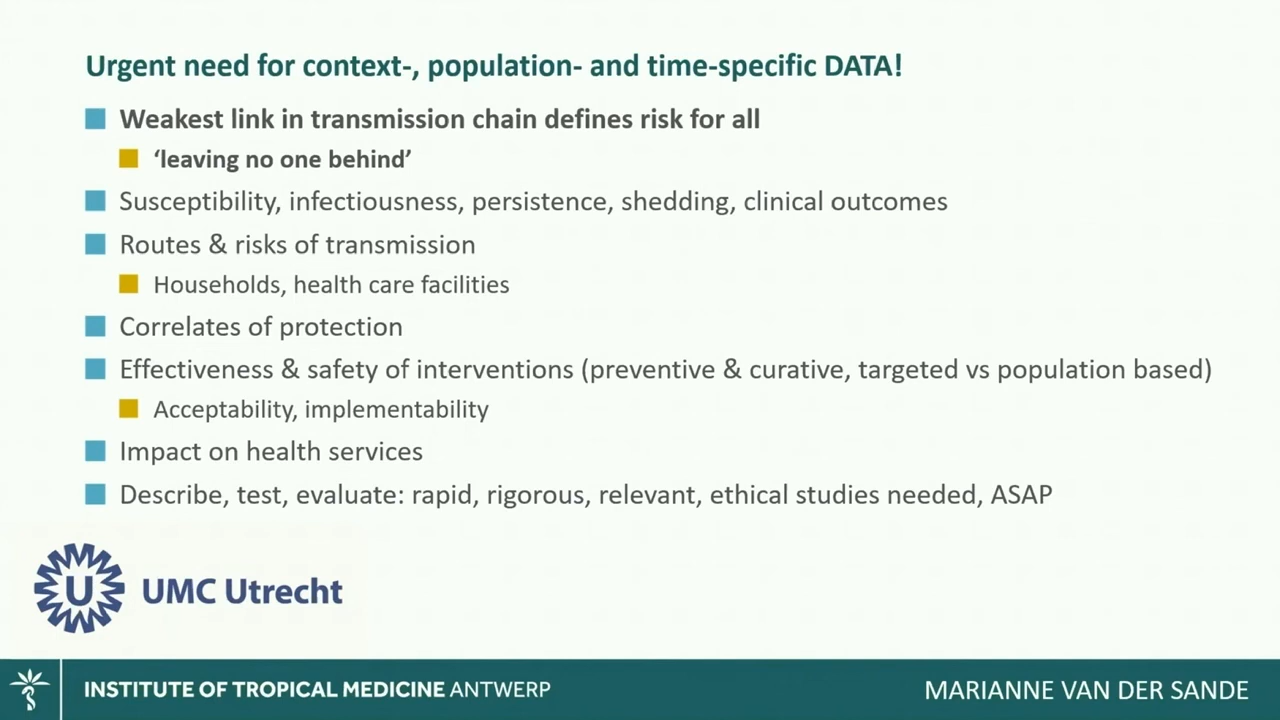 Urgent need for context-, population- and time-specific DATA!
Weakest link in transmission chain defines risk for all
‘leaving no one behind’
Susceptibility, infectiousness, persistence, shedding, clinical outcomes
Routes & risks of transmission
Households, health care facilities
Correlates of protection
Effectiveness & safety of interventions (preventive & curative, targeted vs population based)
Acceptability, implementability
Impact on health services
Describe, test, evaluate: rapid, rigorous, relevant, ethical studies needed, ASAP
U UMC Utrecht
INSTITUTE OF TROPICAL MEDICINE ANTWERP
MARIANNE VAN DER SANDE